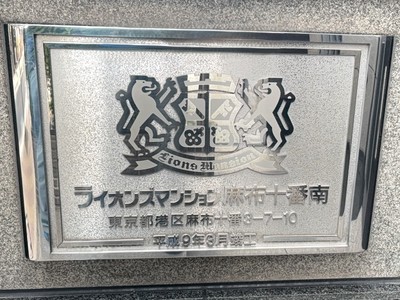 Lions Mansion
ライオンズマンション麻布十番南
東京都港区麻布十番3-7-10
平成9年3月竣工